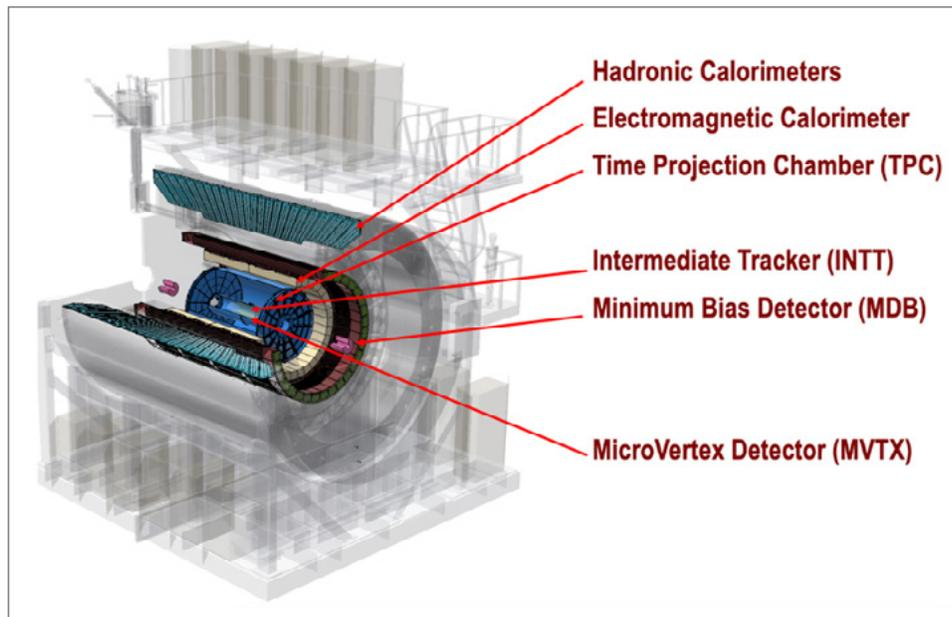 Hadronic Calorimeters
Electromagnetic Calorimeter
Time Projection Chamber (TPC)
Intermediate Tracker (INTT)
Minimum Bias Detector (MDB)
MicroVertex Detector (MVTX)